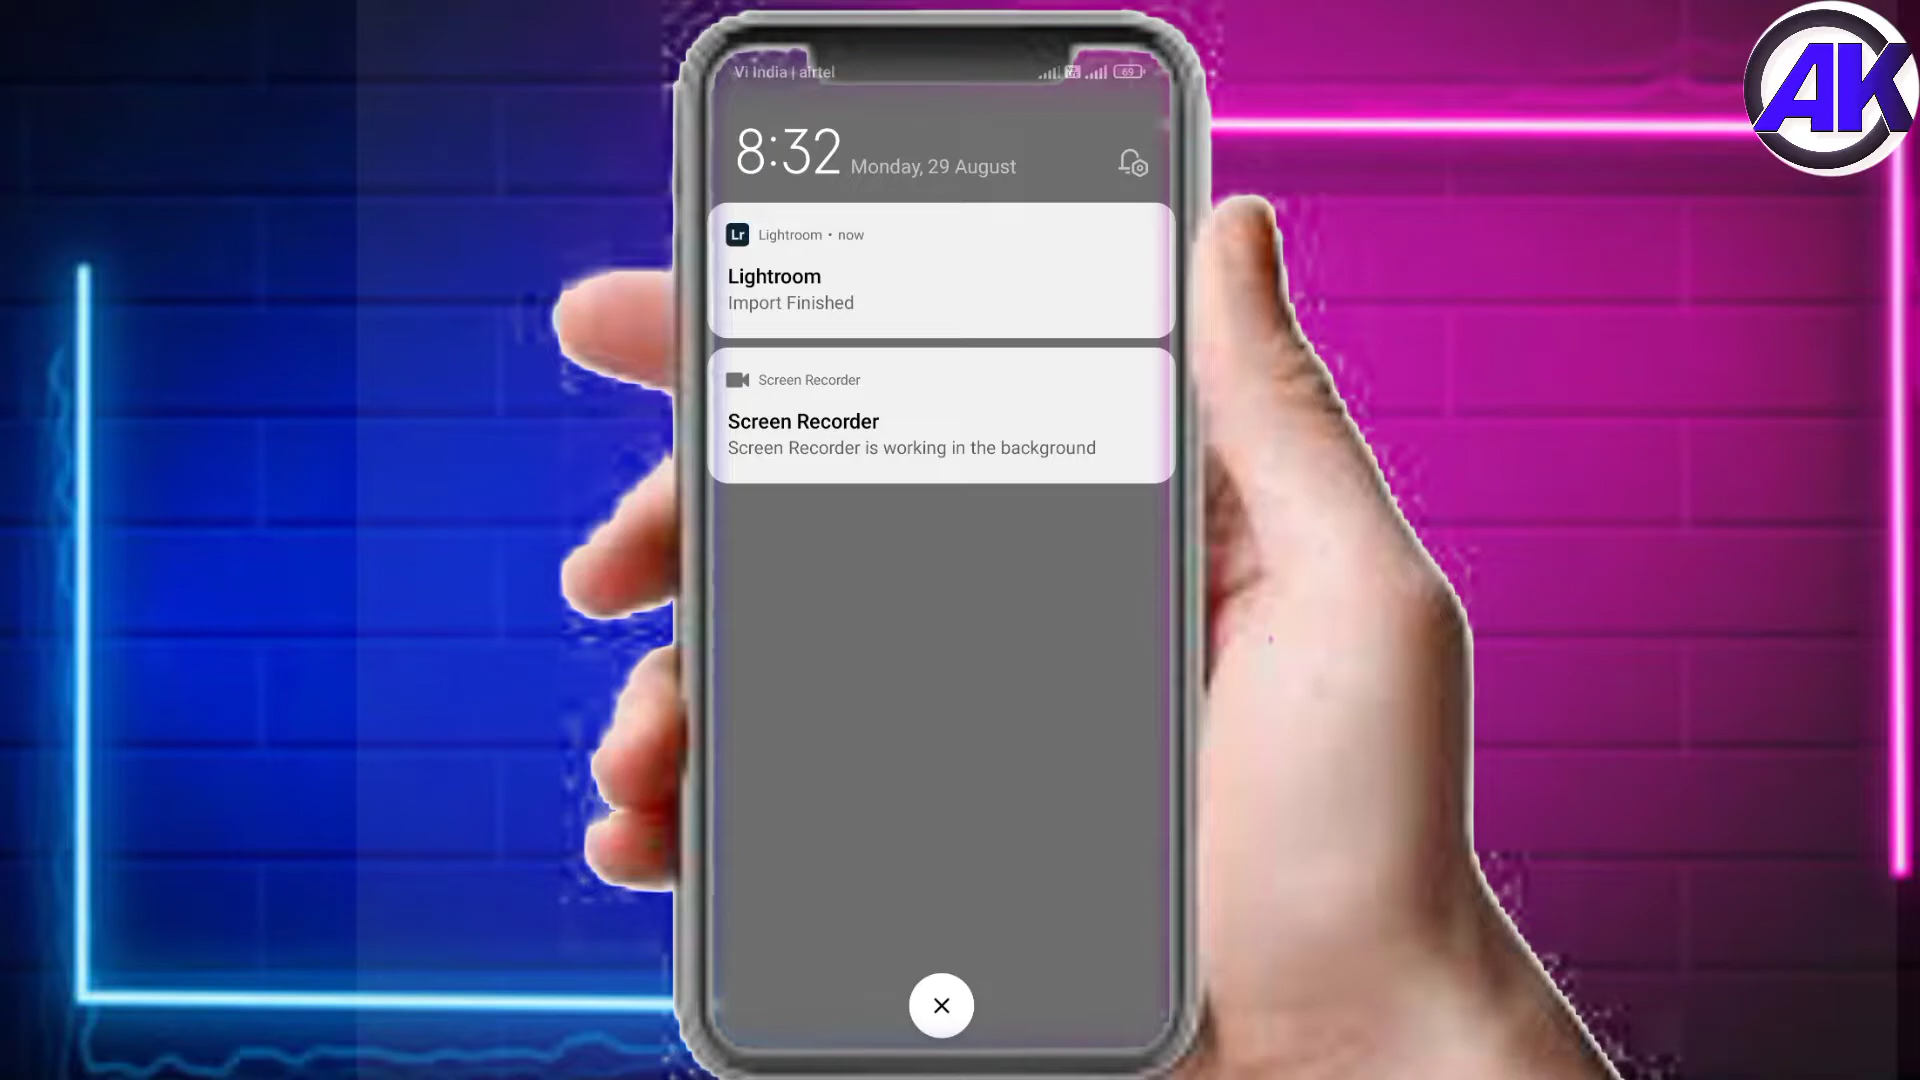 AK
Vi India | airtel
69
8:32 Monday, 29 August
Lr Lightroom • now
Lightroom
Import Finished
Screen Recorder
Screen Recorder
Screen Recorder is working in the background